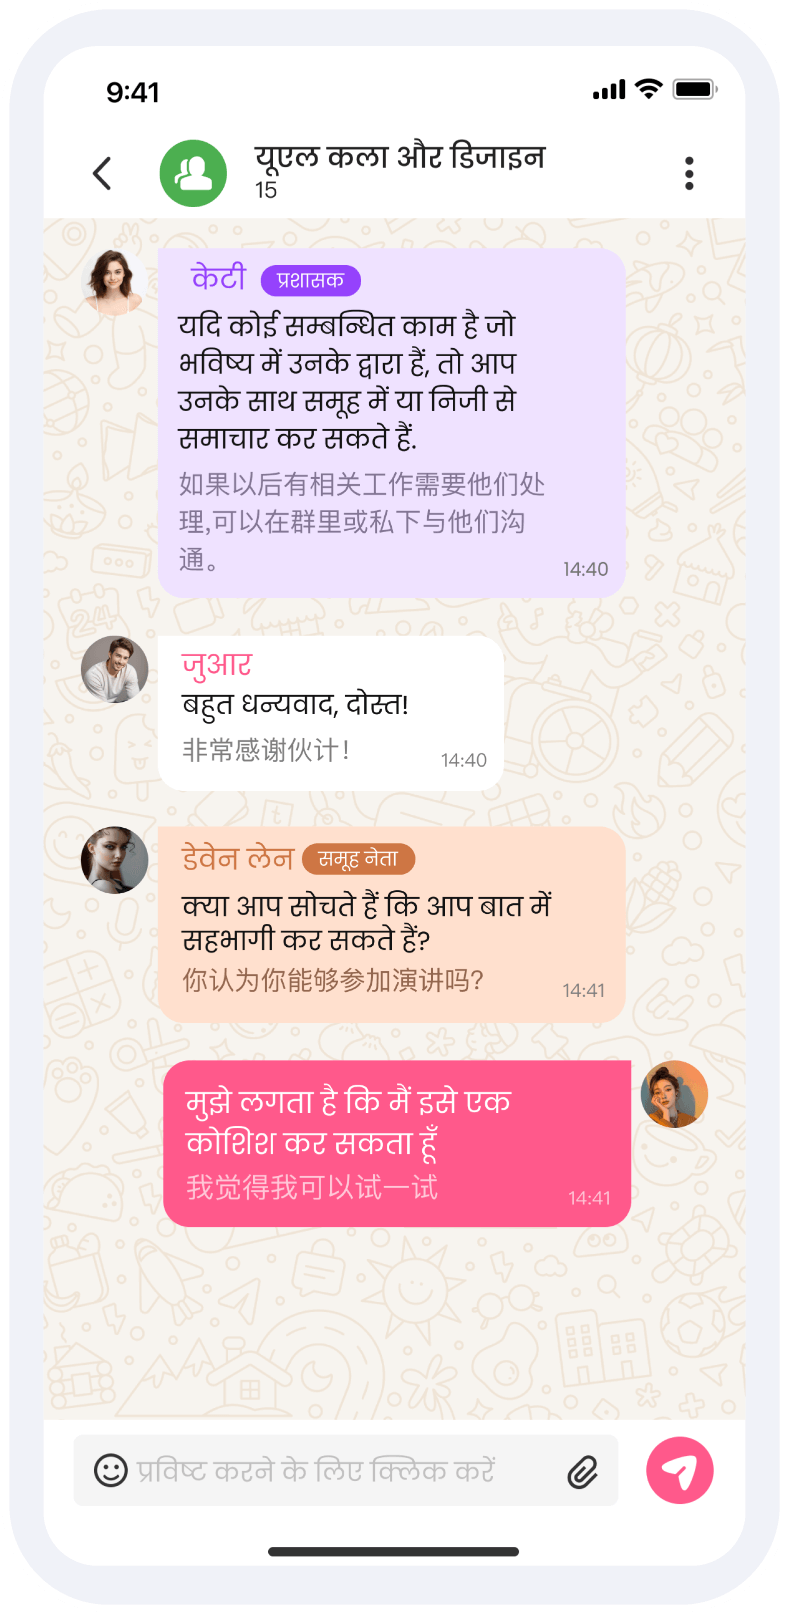 9:41
यूएल कला और डिजाइन
15
केटी प्रशासक
यदि कोई सम्बन्धित काम है जो
भविष्य में उनके द्वारा हैं, तो आप
उनके साथ समूह में या निजी से
समाचार कर सकते हैं.
如果以后有相关工作需要他们处
理,可以在群里或私下与他们沟
通。
14:40
जुआर
बहुत धन्यवाद, दोस्त!
非常感谢伙计！
14:40
डेवेन लेन समूह नेता
क्या आप सोचते हैं कि आप बात में
सहभागी कर सकते हैं?
你认为你能够参加演讲吗?
14:41
मुझे लगता है कि मैं इसे एक
कोशिश कर सकता हूँ
我觉得我可以试一试
14:41
प्रविष्ट करने के लिए क्लिक करें